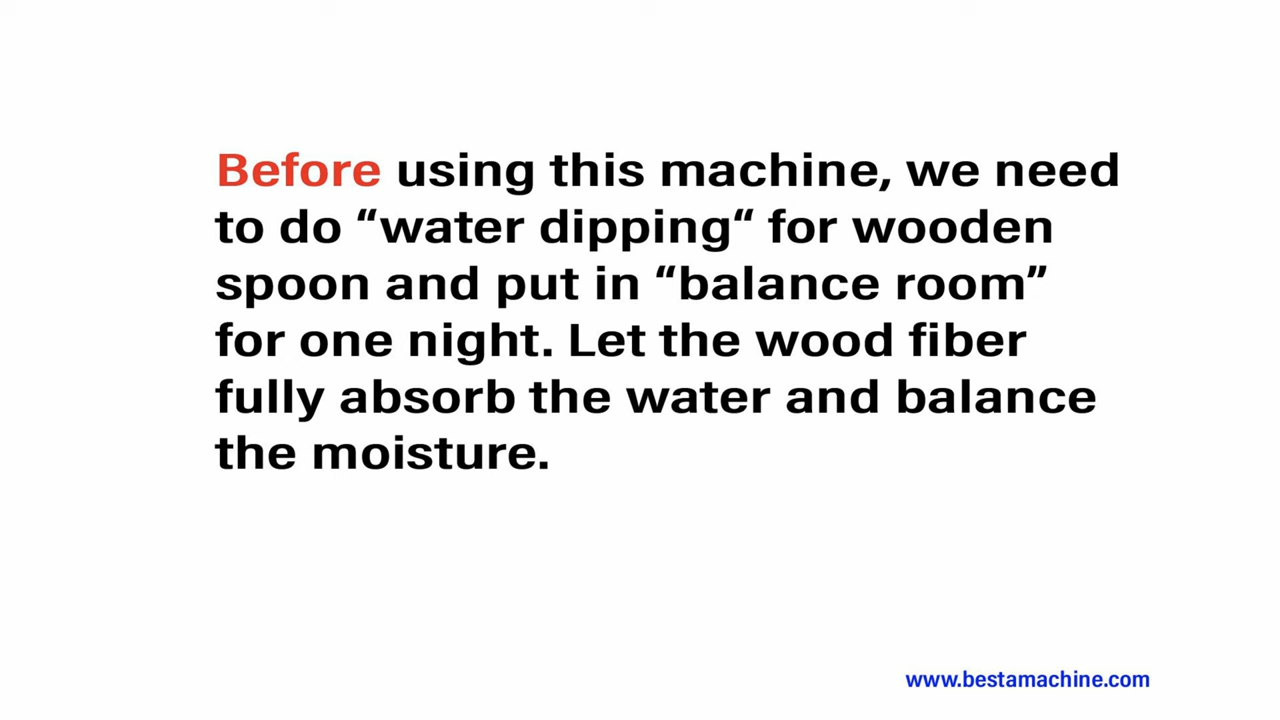 Before using this machine, we need
to do “water dipping“ for wooden
spoon and put in “balance room”
for one night. Let the wood fiber
fully absorb the water and balance
the moisture.
www.bestamachine.com